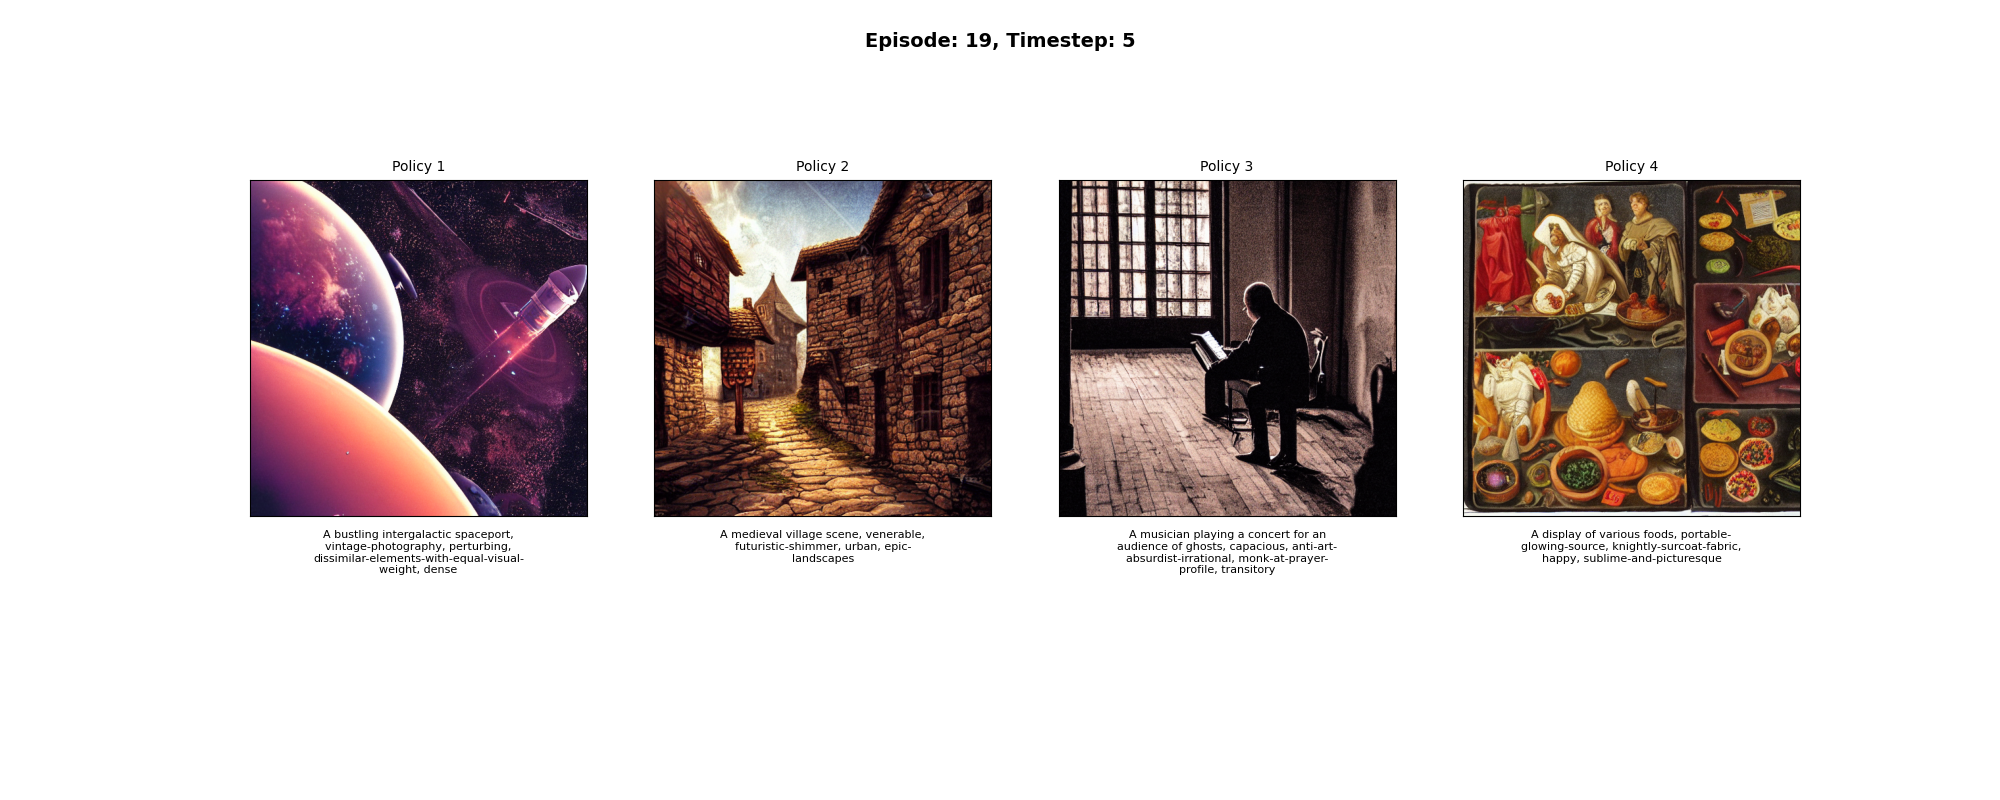 Episode: 19, Timestep: 5
Policy 1
Policy 2
Policy 3
Policy 4
A bustling intergalactic spaceport,
vintage-photography, perturbing,
dissimilar-elements-with-equal-visual-
weight, dense
A medieval village scene, venerable,
futuristic-shimmer, urban, epic-
landscapes
A musician playing a concert for an
audience of ghosts, capacious, anti-art-
absurdist-irrational, monk-at-prayer-
profile, transitory
A display of various foods, portable-
glowing-source, knightly-surcoat-fabric,
happy, sublime-and-picturesque